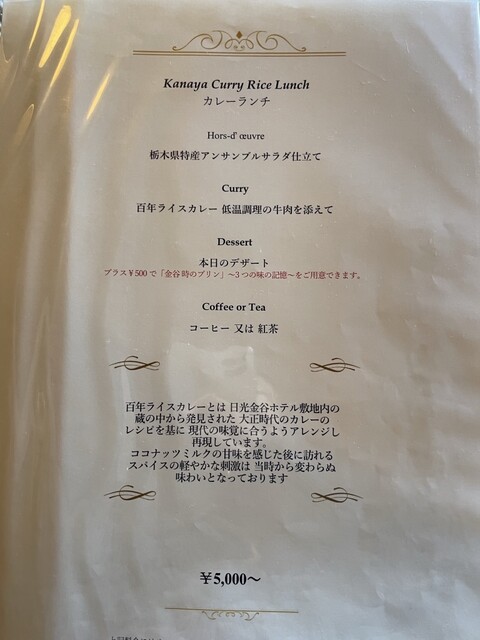 Kanaya Curry Rice Lunch
カレーランチ
Hors-d' œuvre
栃木県特産アンサンブルサラダ仕立て
Curry
百年ライスカレー 低温調理の牛肉を添えて
Dessert
本日のデザート
プラス¥500で「金谷 時のプリン」~3つの味の記憶~をご用意できます。
Coffee or Tea
コーヒー 又は 紅茶
百年ライスカレーとは 日光金谷ホテル敷地内の
蔵の中から発見された 大正時代のカレーの
レシピを基に 現代の味覚に合うようアレンジし
再現しています。
ココナッツミルクの甘味を感じた後に訪れる
スパイスの軽やかな刺激は 当時から変わらぬ
味わいとなっております
¥5,000~